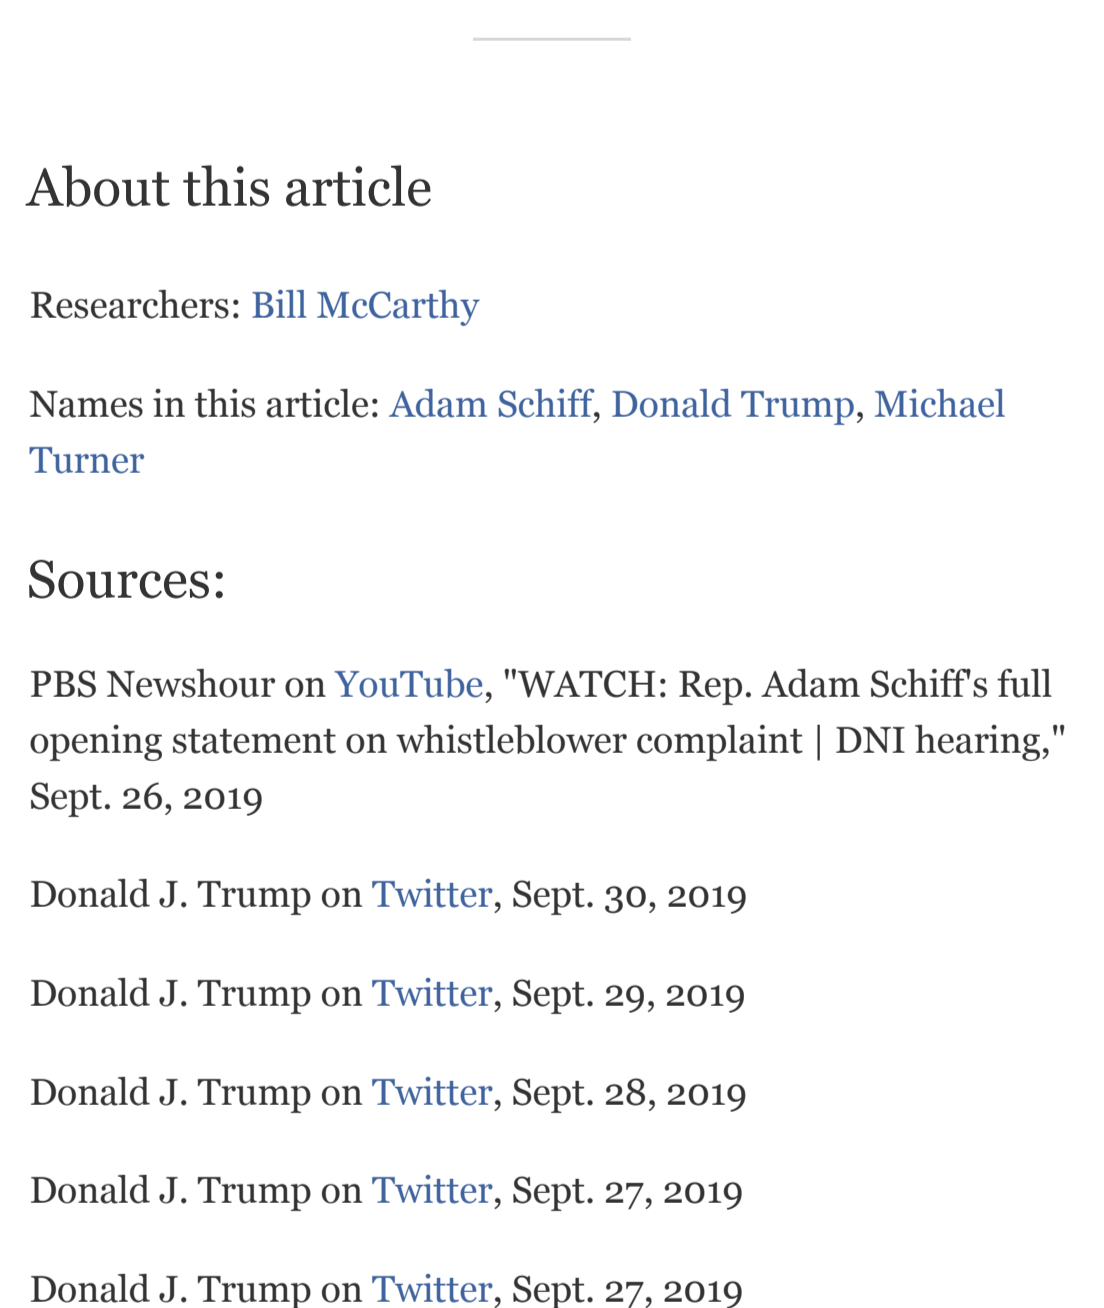 About this article
Researchers: Bill McCarthy
Names in this article: Adam Schiff, Donald Trump, Michael
Turner
Sources:
PBS Newshour on YouTube, "WATCH: Rep. Adam Schiff's full
opening statement on whistleblower complaint | DNI hearing,"
Sept. 26, 2019
Donald J. Trump on Twitter, Sept. 30, 2019
Donald J. Trump on Twitter, Sept. 29, 2019
Donald J. Trump on Twitter, Sept. 28, 2019
Donald J. Trump on Twitter, Sept. 27, 2019
Donald J. Trump on Twitter, Sept. 27, 2019